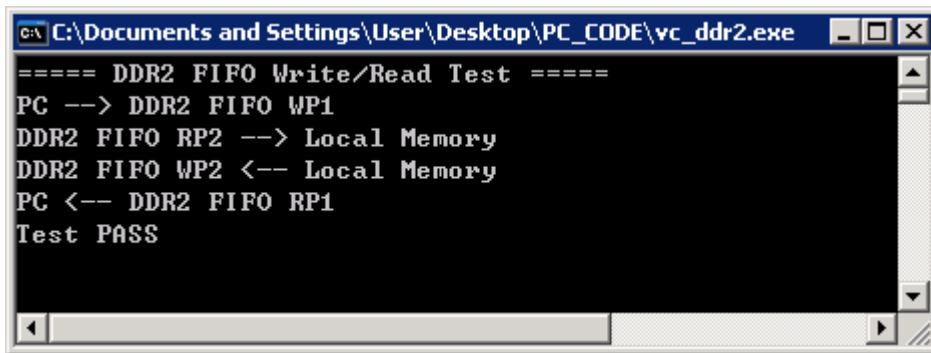 C:\Documents and Settings\User\Desktop\PC_CODE\vc_ddr2.exe
===== DDR2 FIFO Write/Read Test =====
PC --> DDR2 FIFO WP1
DDR2 FIFO RP2 --> Local Memory
DDR2 FIFO WP2 <-- Local Memory
PC <-- DDR2 FIFO RP1
Test PASS